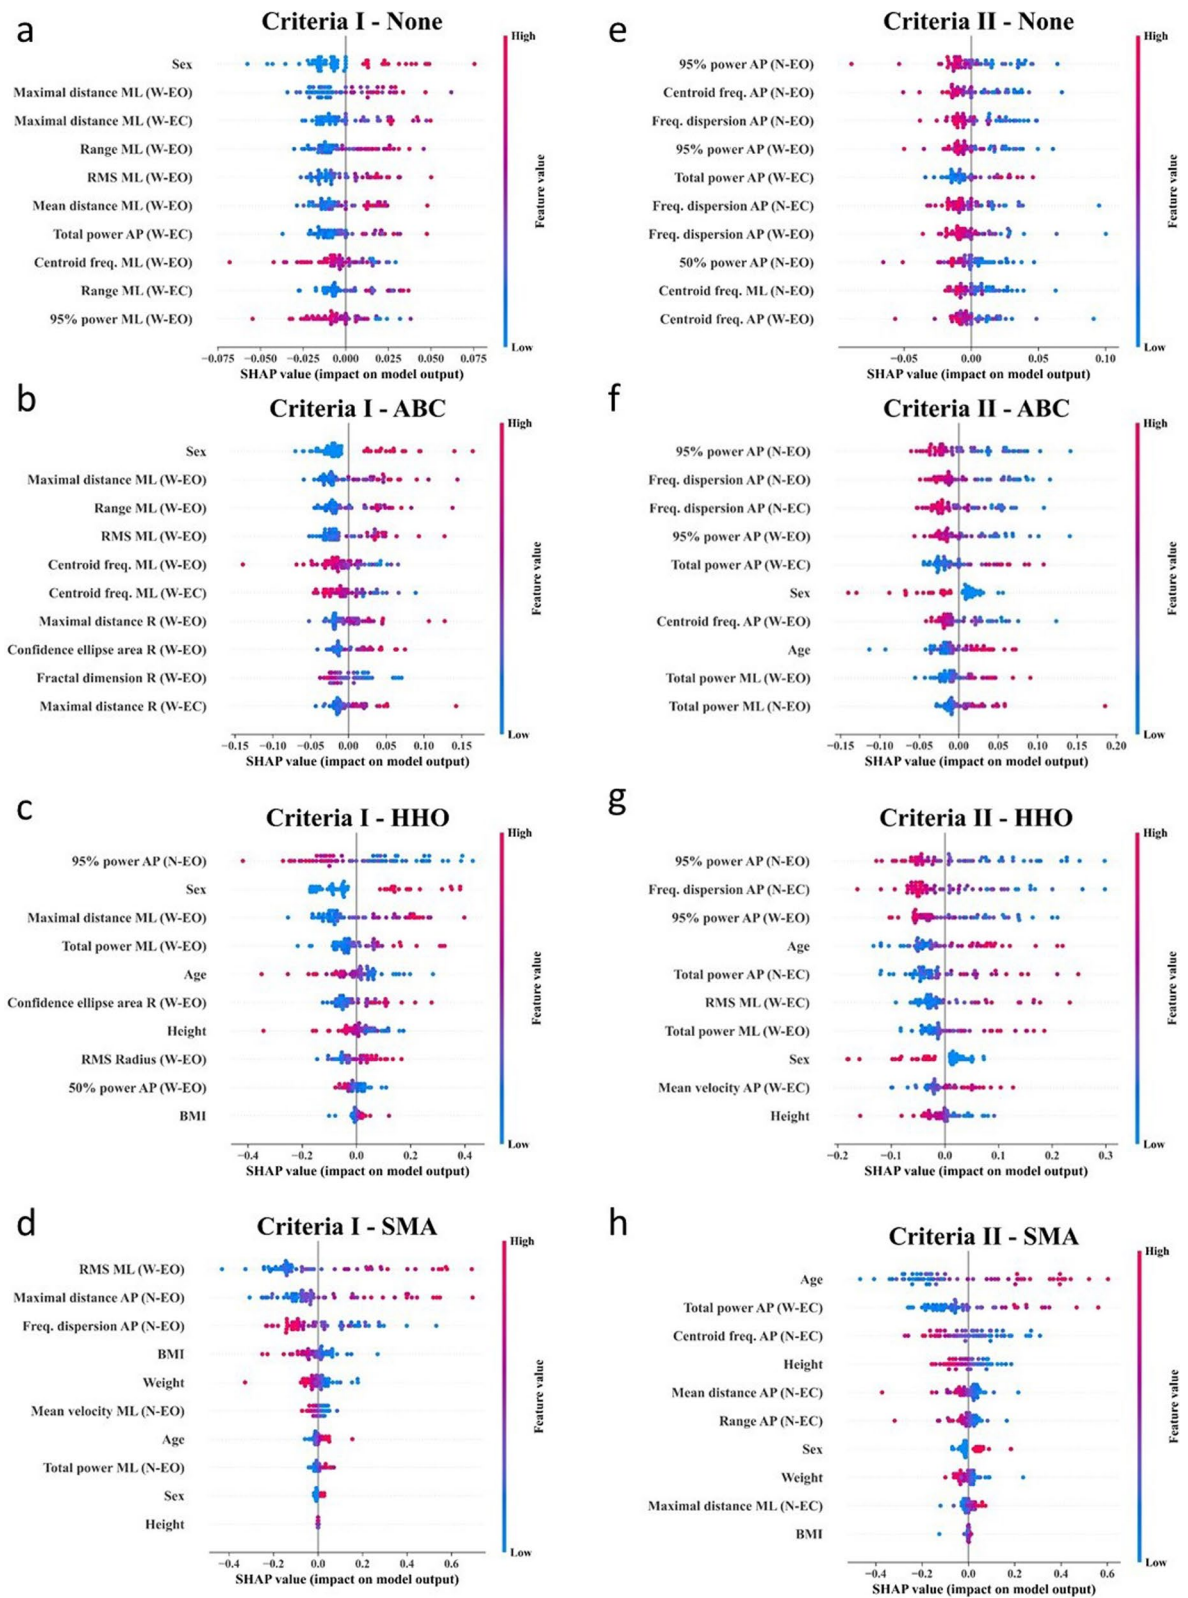 a
Criteria I - None
High
Sex
Maximal distance ML (W-EO)
Maximal distance ML (W-EC)
Range ML (W-EO)
RMS ML (W-EO)
Mean distance ML (W-EO)
Total power AP (W-EC)
Centroid freq. ML (W-EO)
Range ML (W-EC)
95% power ML (W-EO)
Feature value
Low
−0.075 −0.050 −0.025 0.000 0.025 0.050 0.075
SHAP value (impact on model output)
b
Criteria I - ABC
High
Sex
Maximal distance ML (W-EO)
Range ML (W-EO)
RMS ML (W-EO)
Centroid freq. ML (W-EO)
Centroid freq. ML (W-EC)
Maximal distance R (W-EO)
Confidence ellipse area R (W-EO)
Fractal dimension R (W-EO)
Maximal distance R (W-EC)
Feature value
Low
−0.15 −0.10 −0.05 0.00 0.05 0.10 0.15
SHAP value (impact on model output)
c
Criteria I - HHO
High
95% power AP (N-EO)
Sex
Maximal distance ML (W-EO)
Total power ML (W-EO)
Age
Confidence ellipse area R (W-EO)
Height
RMS Radius (W-EO)
50% power AP (W-EO)
BMI
Feature value
Low
−0.4 −0.2 0.0 0.2 0.4
SHAP value (impact on model output)
d
Criteria I - SMA
High
RMS ML (W-EO)
Maximal distance AP (N-EO)
Freq. dispersion AP (N-EO)
BMI
Weight
Mean velocity ML (N-EO)
Age
Total power ML (N-EO)
Sex
Height
Feature value
Low
−0.4 −0.2 0.0 0.2 0.4 0.6
SHAP value (impact on model output)
e
Criteria II - None
High
95% power AP (N-EO)
Centroid freq. AP (N-EO)
Freq. dispersion AP (N-EO)
95% power AP (W-EO)
Total power AP (W-EC)
Freq. dispersion AP (N-EC)
Freq. dispersion AP (W-EO)
50% power AP (N-EO)
Centroid freq. ML (N-EO)
Centroid freq. AP (W-EO)
Feature value
Low
−0.05 0.00 0.05 0.10
SHAP value (impact on model output)
f
Criteria II - ABC
High
95% power AP (N-EO)
Freq. dispersion AP (N-EO)
Freq. dispersion AP (N-EC)
95% power AP (W-EO)
Total power AP (W-EC)
Sex
Centroid freq. AP (W-EO)
Age
Total power ML (W-EO)
Total power ML (N-EO)
Feature value
Low
−0.15 −0.10 −0.05 0.00 0.05 0.10 0.15 0.20
SHAP value (impact on model output)
g
Criteria II - HHO
High
95% power AP (N-EO)
Freq. dispersion AP (N-EC)
95% power AP (W-EO)
Age
Total power AP (N-EC)
RMS ML (W-EC)
Total power ML (W-EO)
Sex
Mean velocity AP (W-EC)
Height
Feature value
Low
−0.2 −0.1 0.0 0.1 0.2 0.3
SHAP value (impact on model output)
h
Criteria II - SMA
High
Age
Total power AP (W-EC)
Centroid freq. AP (N-EC)
Height
Mean distance AP (N-EC)
Range AP (N-EC)
Sex
Weight
Maximal distance ML (N-EC)
BMI
Feature value
Low
−0.4 −0.2 0.0 0.2 0.4 0.6
SHAP value (impact on model output)